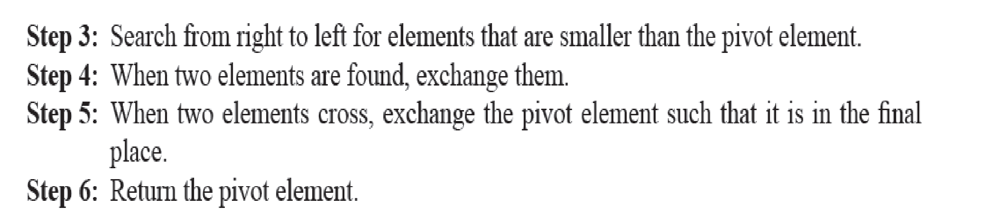 Step 3: Search from right to left for elements that are smaller than the pivot element.
Step 4: When two elements are found, exchange them.
Step 5: When two elements cross, exchange the pivot element such that it is in the final
place.
Step 6: Return the pivot element.